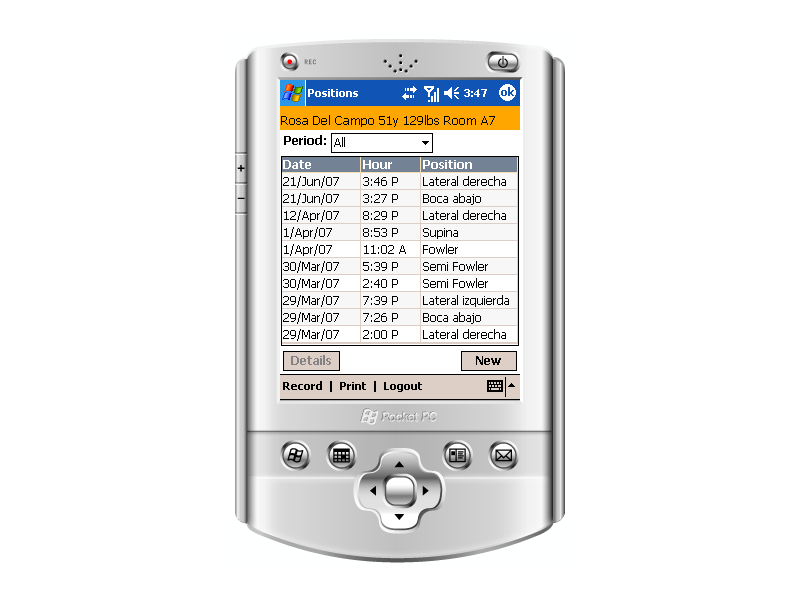 REC
Positions 3:47 ok
Rosa Del Campo 51y 129lbs Room A7
Period: All
Date Hour Position
21/Jun/07 3:46 P Lateral derecha
21/Jun/07 3:27 P Boca abajo
12/Apr/07 8:29 P Lateral derecha
1/Apr/07 8:53 P Supina
1/Apr/07 11:02 A Fowler
30/Mar/07 5:39 P Semi Fowler
30/Mar/07 2:40 P Semi Fowler
29/Mar/07 7:39 P Lateral izquierda
29/Mar/07 7:26 P Boca abajo
29/Mar/07 2:00 P Lateral derecha
Details New
Record | Print | Logout
Pocket PC